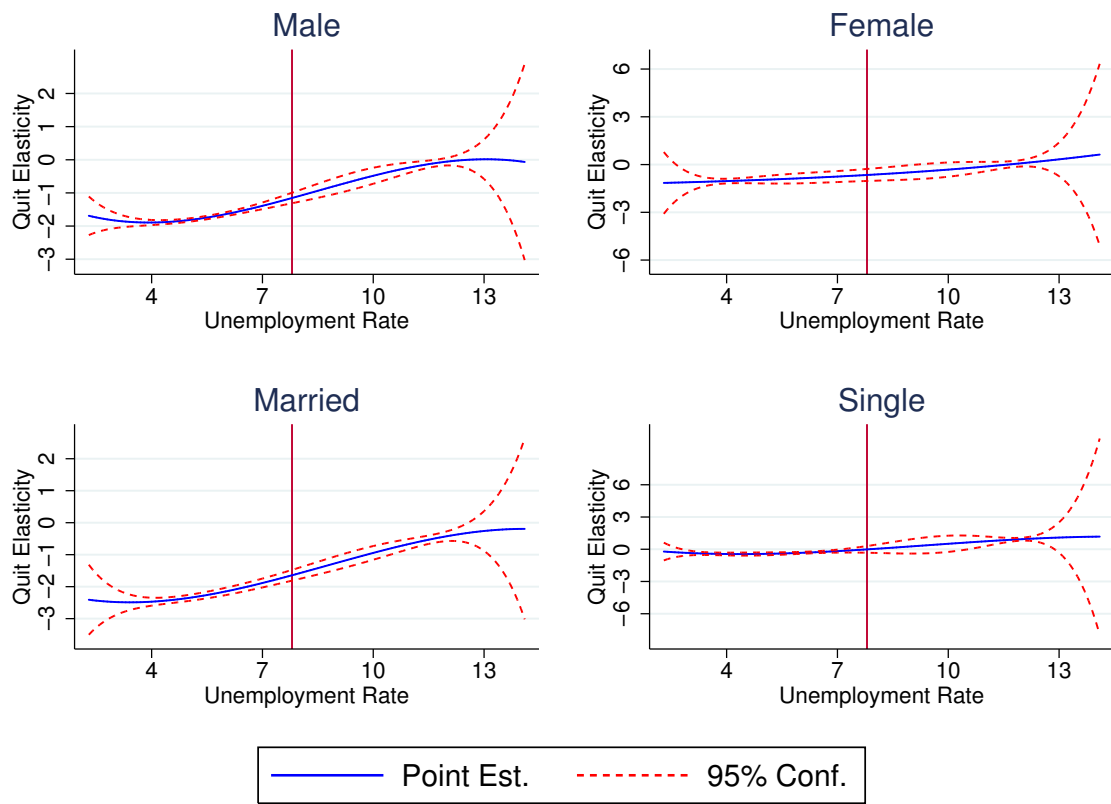 Male
Quit Elasticity
2
1
0
−1
−2
−3
4 7 10 13
Unemployment Rate
Female
Quit Elasticity
6
3
0
−3
−6
4 7 10 13
Unemployment Rate
Married
Quit Elasticity
2
1
0
−1
−2
−3
4 7 10 13
Unemployment Rate
Single
Quit Elasticity
6
3
0
−3
−6
4 7 10 13
Unemployment Rate
Point Est. 95% Conf.